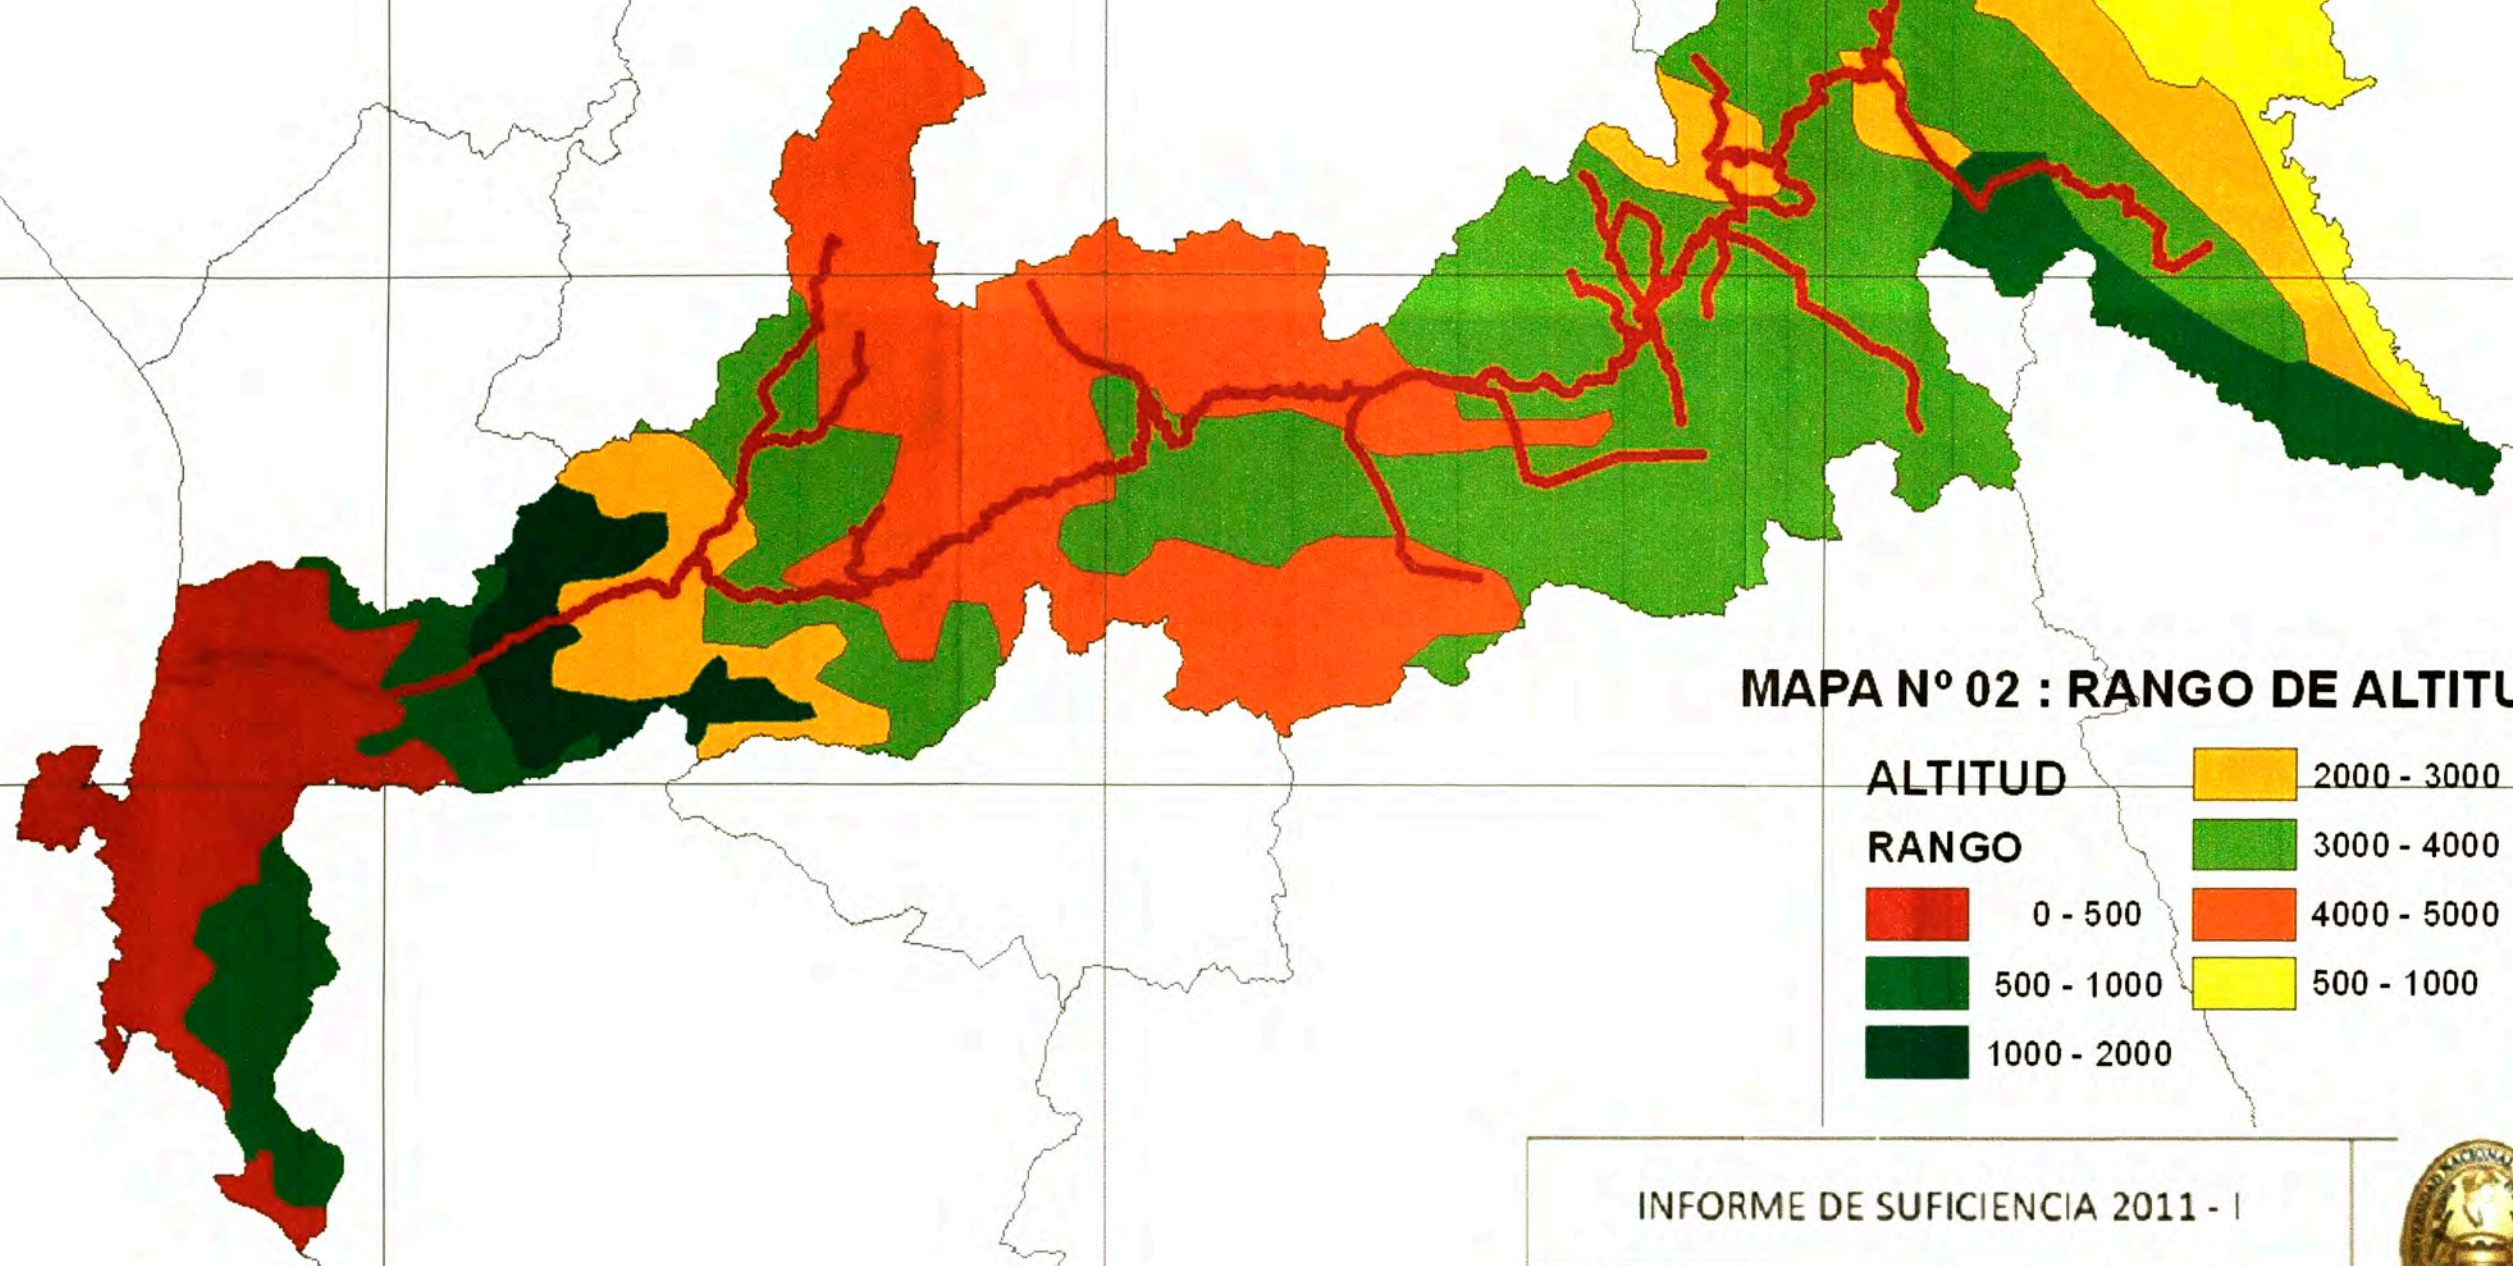 MAPA Nº 02 : RANGO DE ALTITU
ALTITUD
RANGO
0 - 500
500 - 1000
1000 - 2000
2000 - 3000
3000 - 4000
4000 - 5000
500 - 1000
INFORME DE SUFICIENCIA 2011 - I